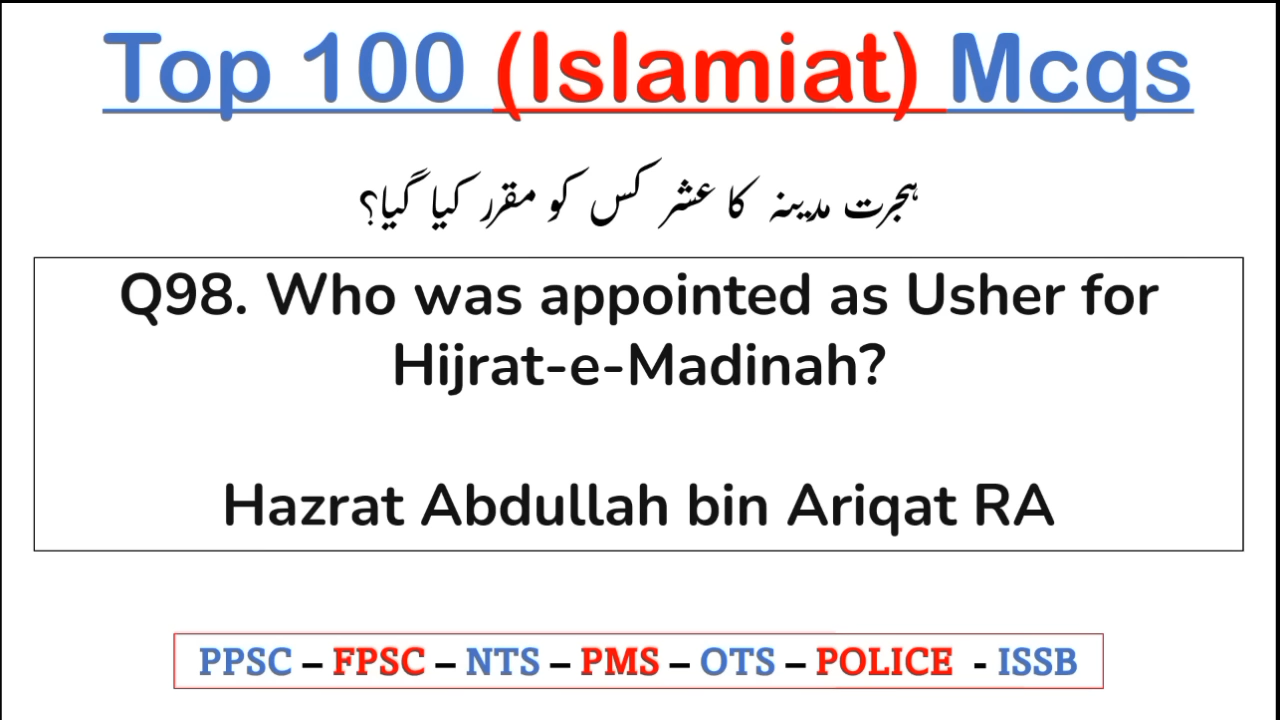 Top 100 (Islamiat) Mcqs
ہجرت مدینہ کا عشر کس کو مقرر کیا گیا؟
Q98. Who was appointed as Usher for
Hijrat-e-Madinah?
Hazrat Abdullah bin Ariqat RA
PPSC – FPSC – NTS – PMS – OTS – POLICE - ISSB